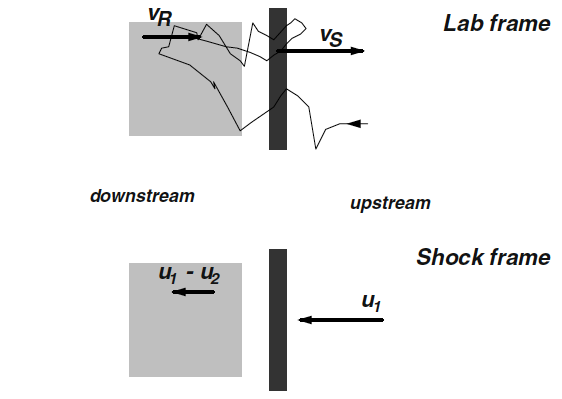 v_R
Lab frame
v_S
downstream
upstream
Shock frame
u_1 - u_2
u_1